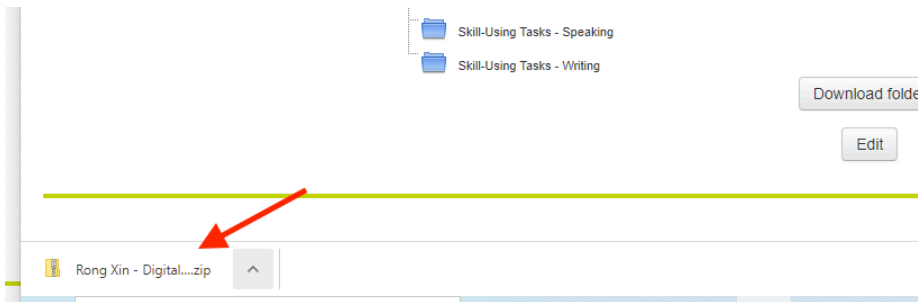 Skill-Using Tasks - Speaking
Skill-Using Tasks - Writing
Download folde
Edit
Rong Xin - Digital....zip